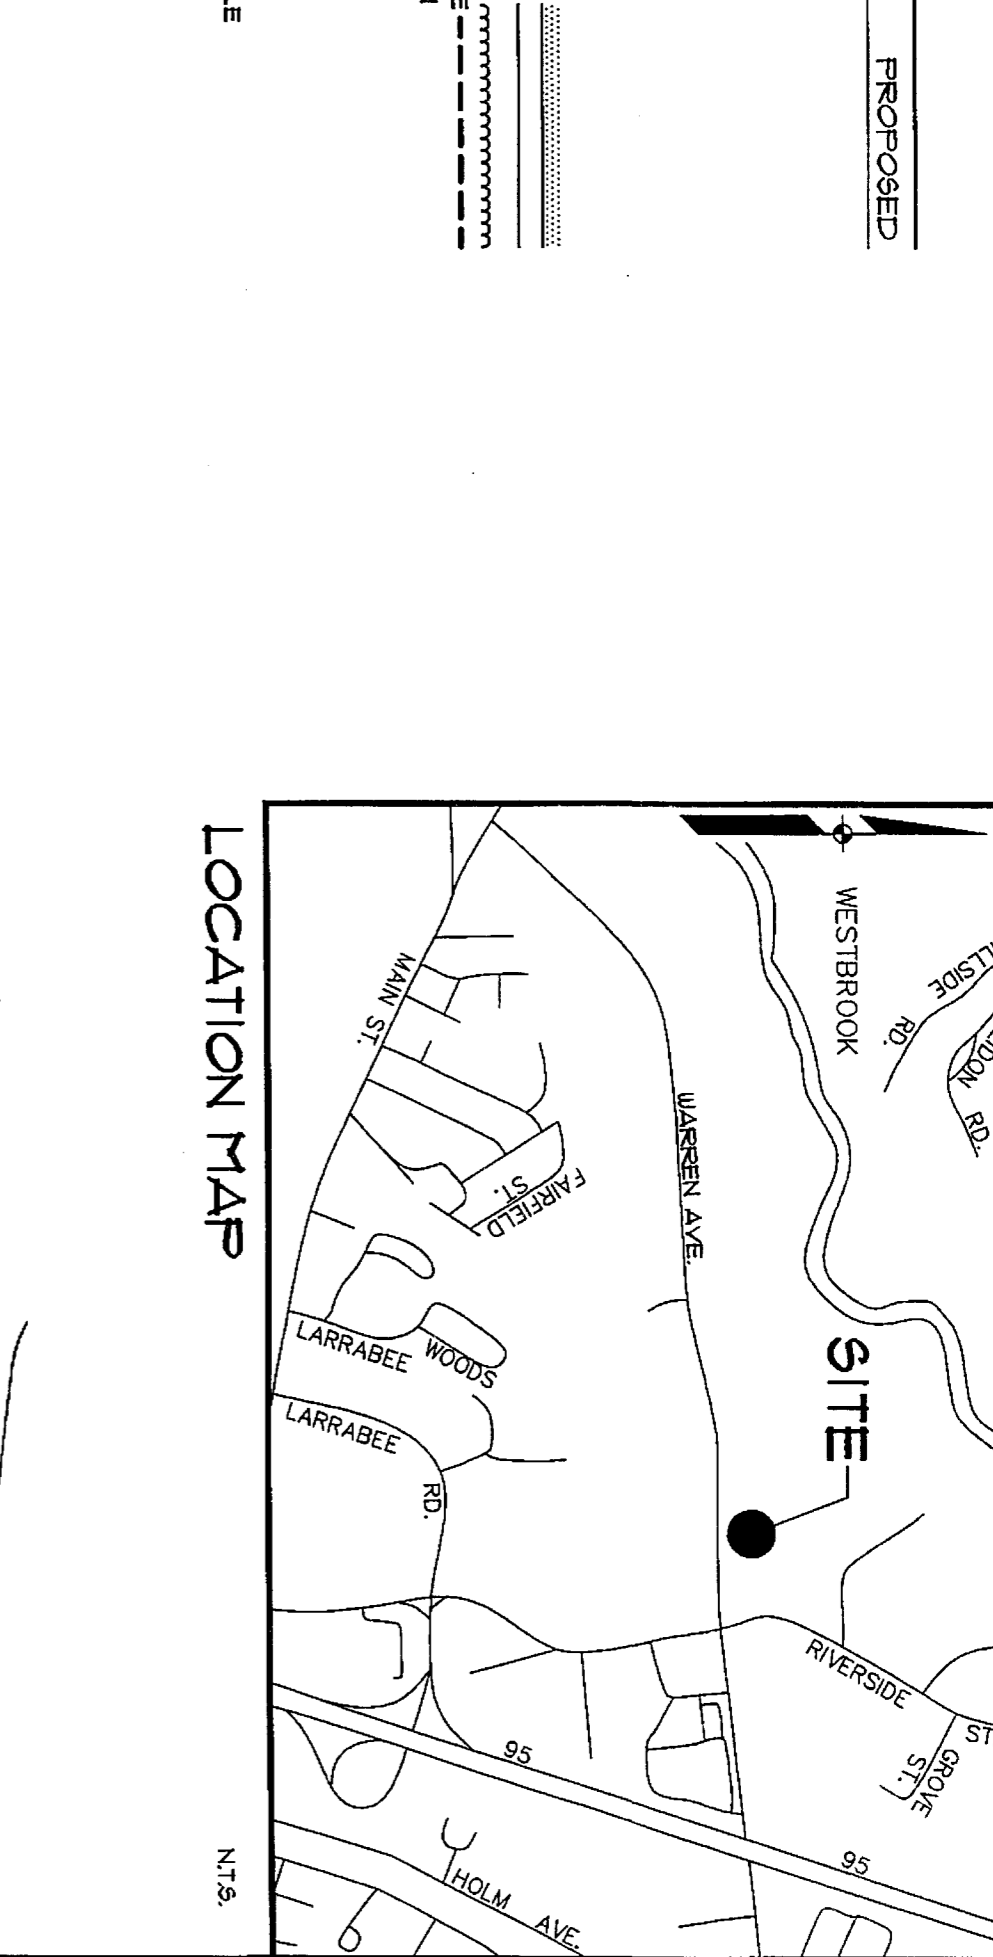 PROPOSED
LOCATION MAP
N.T.S.
WESTBROOK
RD.
RD.
MAIN ST.
WARREN AVE.
FAIRFIELD
ST.
SITE
LARRABEE WOODS
LARRABEE RD.
RIVERSIDE ST
GROVE
ST.
95
95
HOLM AVE.